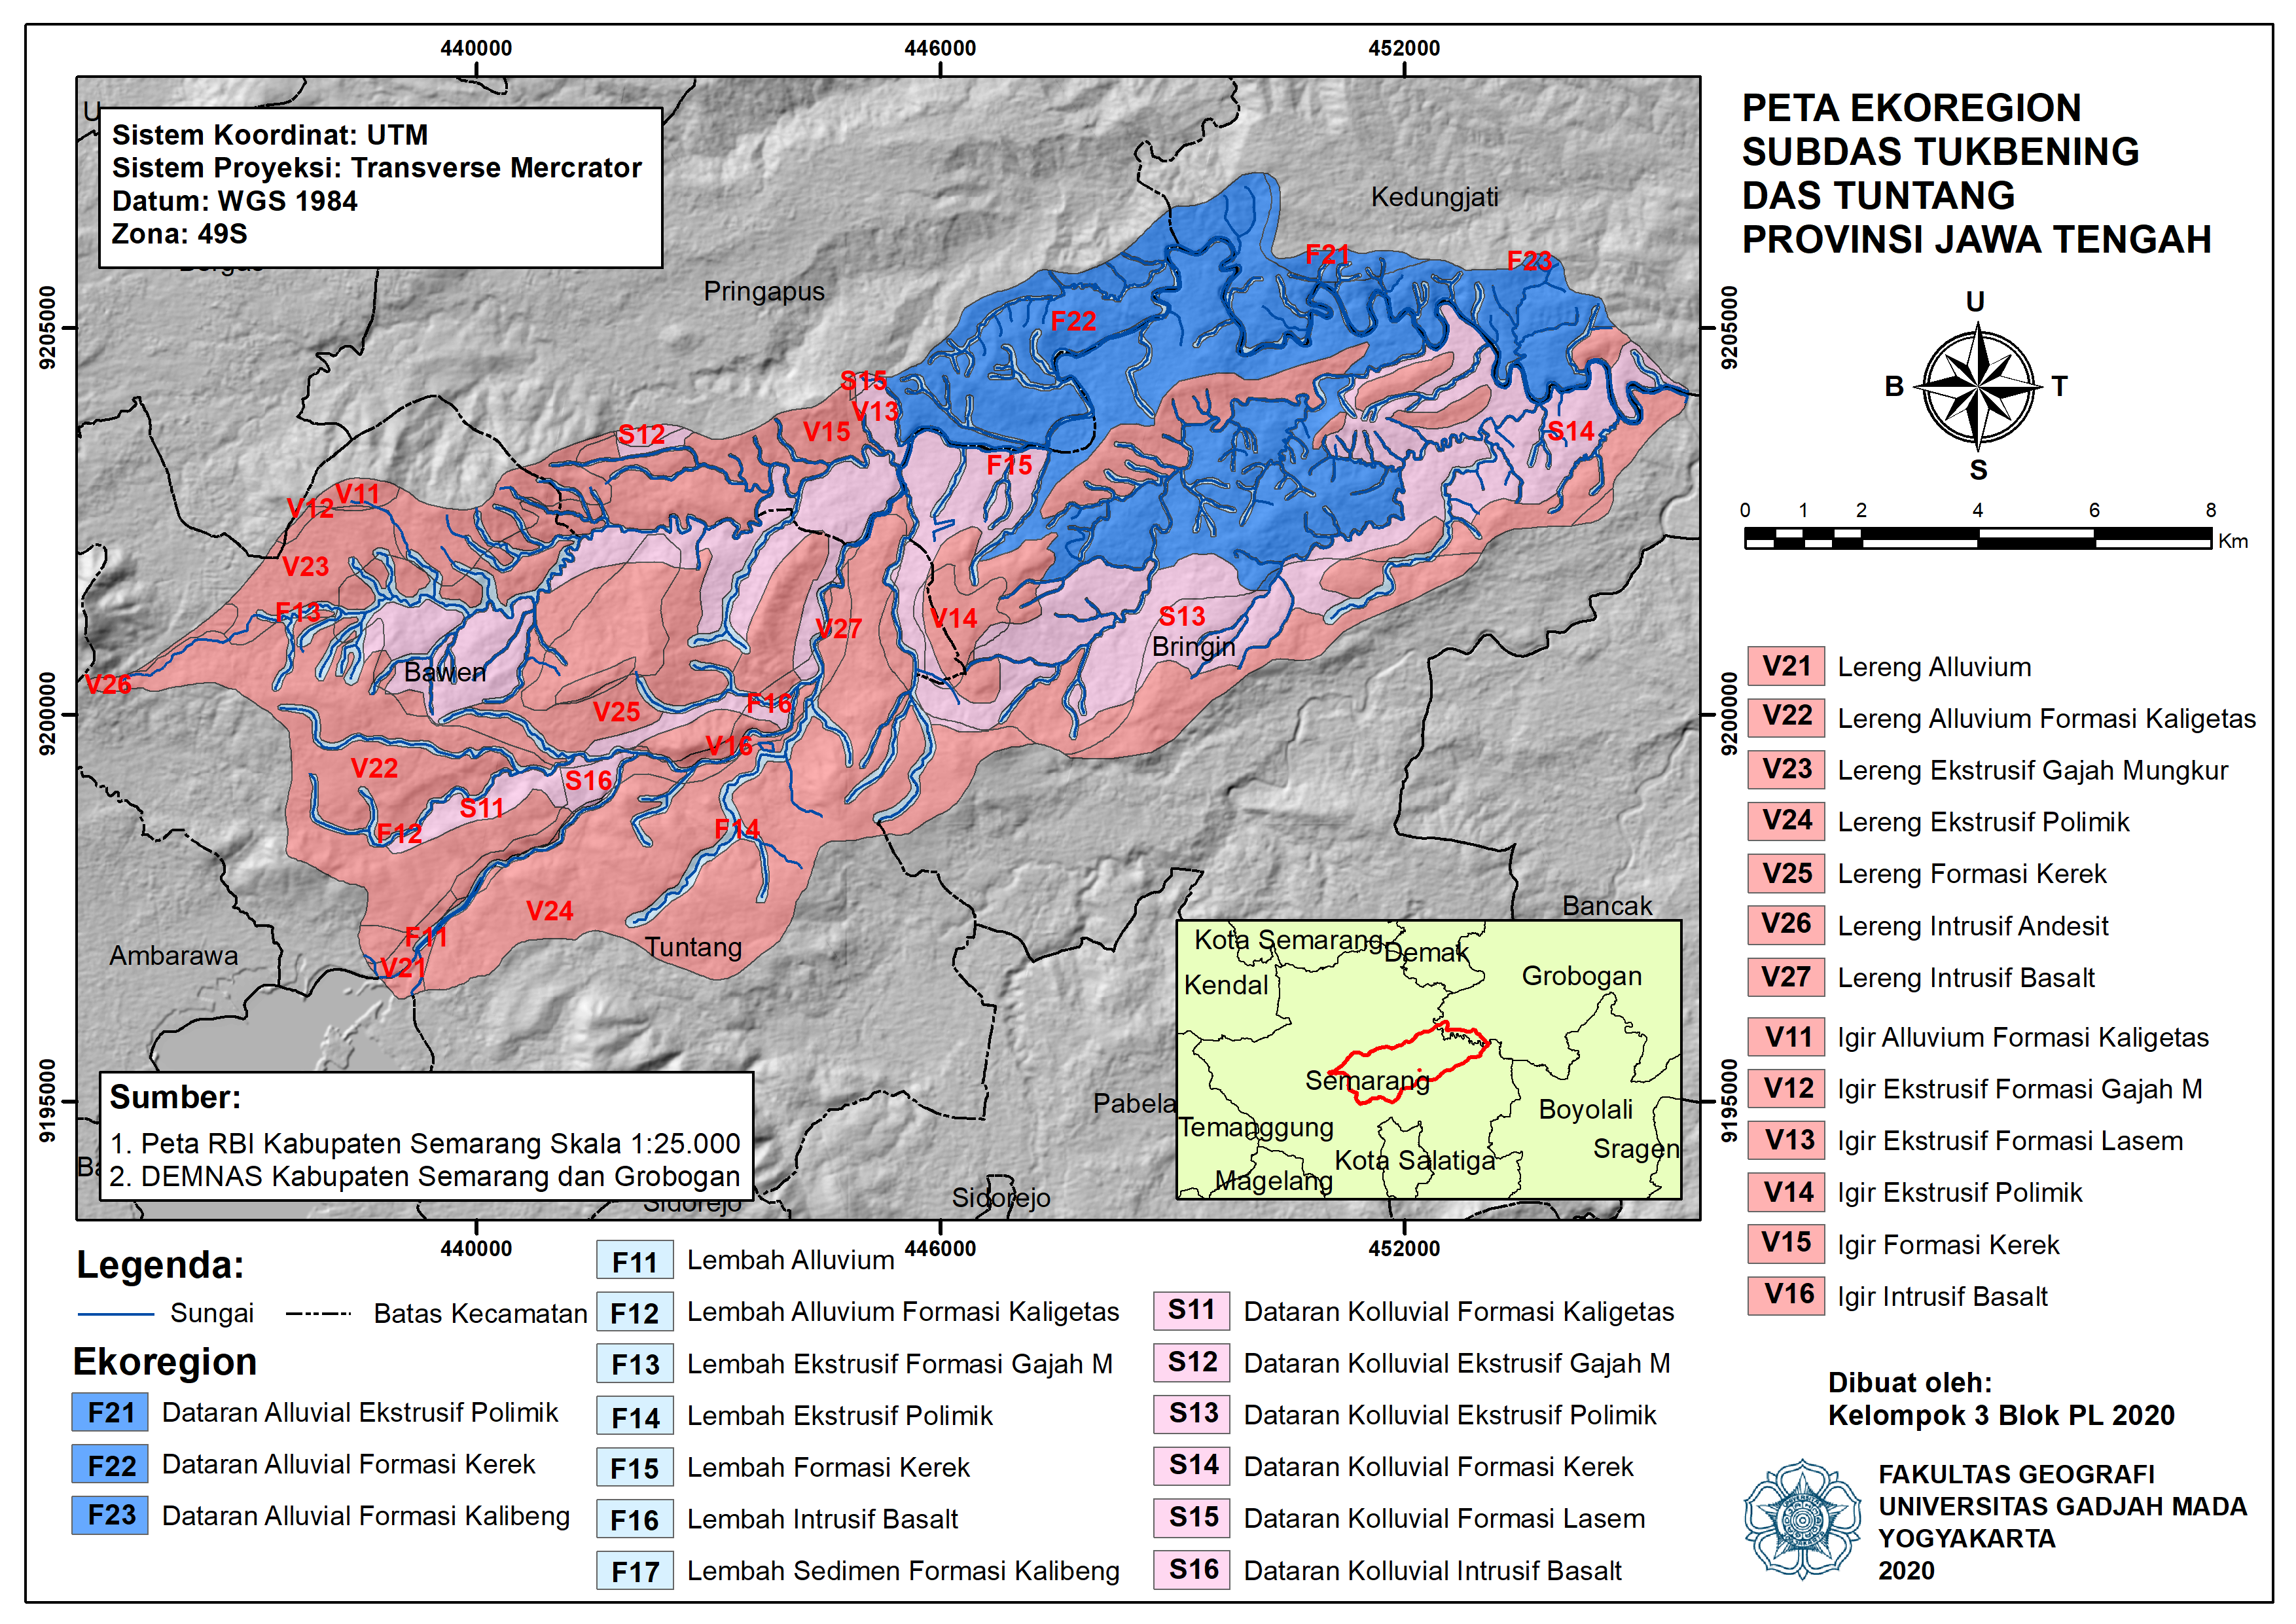 440000
446000
452000
U
Sistem Koordinat: UTM
Sistem Proyeksi: Transverse Mercrator
Datum: WGS 1984
Zona: 49S
PETA EKOREGION
SUBDAS TUKBENING
DAS TUNTANG
PROVINSI JAWA TENGAH
U
B
T
S
0 1 2 4 6 8
Km
9205000
9200000
9195000
9205000
9200000
9195000
Kedungjati
Pringapus
F21
F23
F22
S15
V13
V15
S12
S14
F15
V11
V12
V23
F13
V14
S13
Bringin
V27
Bawen
V26
F16
V25
V16
V22
S16
S11
F12
F14
V24
F11
V21
Tuntang
Ambarawa
Bancak
Pabela
Sidorejo
Sidorejo
Kota Semarang
Demak
Kendal
Grobogan
Semarang
Boyolali
Temanggung
Sragen
Kota Salatiga
Magelang
Sumber:
1. Peta RBI Kabupaten Semarang Skala 1:25.000
2. DEMNAS Kabupaten Semarang dan Grobogan
440000
446000
452000
V21 Lereng Alluvium
V22 Lereng Alluvium Formasi Kaligetas
V23 Lereng Ekstrusif Gajah Mungkur
V24 Lereng Ekstrusif Polimik
V25 Lereng Formasi Kerek
V26 Lereng Intrusif Andesit
V27 Lereng Intrusif Basalt
V11 Igir Alluvium Formasi Kaligetas
V12 Igir Ekstrusif Formasi Gajah M
V13 Igir Ekstrusif Formasi Lasem
V14 Igir Ekstrusif Polimik
V15 Igir Formasi Kerek
V16 Igir Intrusif Basalt
Legenda:
Sungai
Batas Kecamatan
Ekoregion
F21 Dataran Alluvial Ekstrusif Polimik
F22 Dataran Alluvial Formasi Kerek
F23 Dataran Alluvial Formasi Kalibeng
F11 Lembah Alluvium
F12 Lembah Alluvium Formasi Kaligetas
F13 Lembah Ekstrusif Formasi Gajah M
F14 Lembah Ekstrusif Polimik
F15 Lembah Formasi Kerek
F16 Lembah Intrusif Basalt
F17 Lembah Sedimen Formasi Kalibeng
S11 Dataran Kolluvial Formasi Kaligetas
S12 Dataran Kolluvial Ekstrusif Gajah M
S13 Dataran Kolluvial Ekstrusif Polimik
S14 Dataran Kolluvial Formasi Kerek
S15 Dataran Kolluvial Formasi Lasem
S16 Dataran Kolluvial Intrusif Basalt
Dibuat oleh:
Kelompok 3 Blok PL 2020
FAKULTAS GEOGRAFI
UNIVERSITAS GADJAH MADA
YOGYAKARTA
2020